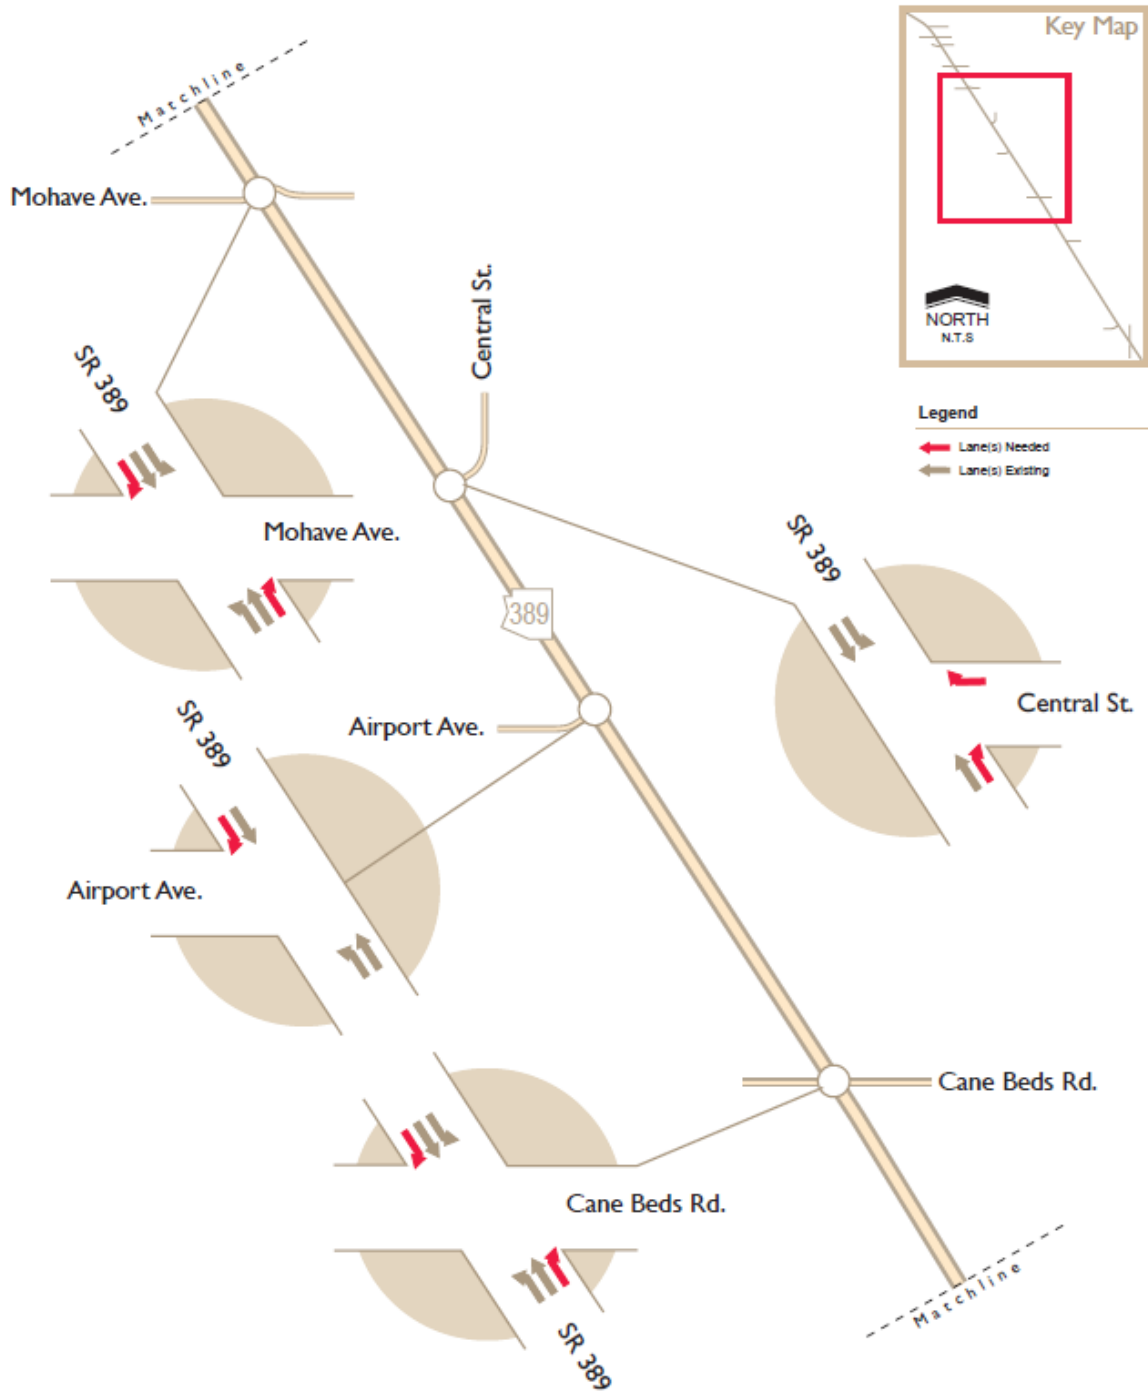 Key Map
Matchline
Mohave Ave.
Central St.
NORTH
N.T.S
SR 389
Legend
Lane(s) Needed
Lane(s) Existing
Mohave Ave.
SR 389
389
SR 389
Airport Ave.
Central St.
Airport Ave.
Cane Beds Rd.
Cane Beds Rd.
Matchline
SR 389